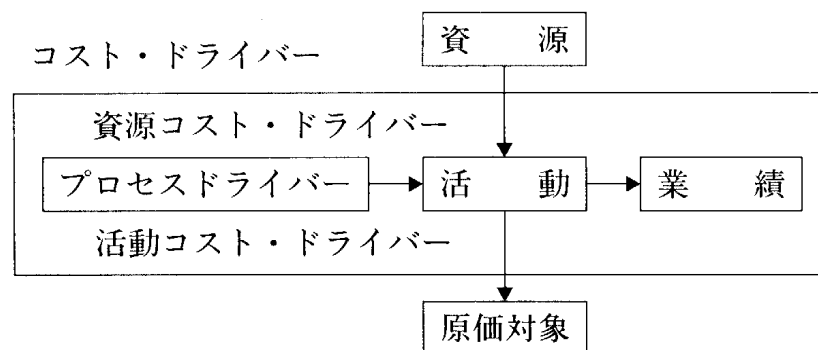 コスト・ドライバー
資　源
資源コスト・ドライバー
プロセスドライバー
活　動
業　績
活動コスト・ドライバー
原価対象